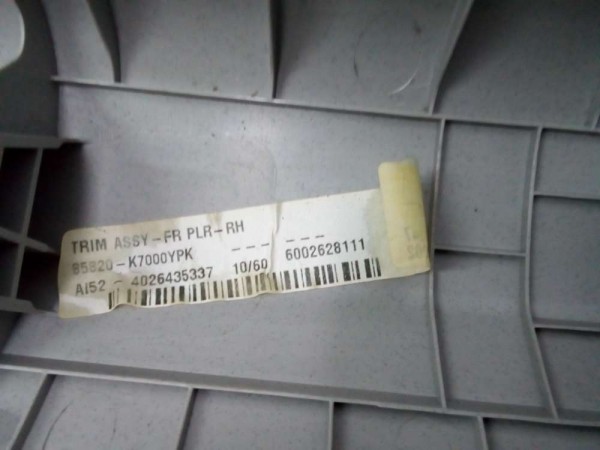 TRIM ASSY-FR PLR-RH
85820-K7000YPK --- ---
AI52 - 4026435337 10/60 6002628111